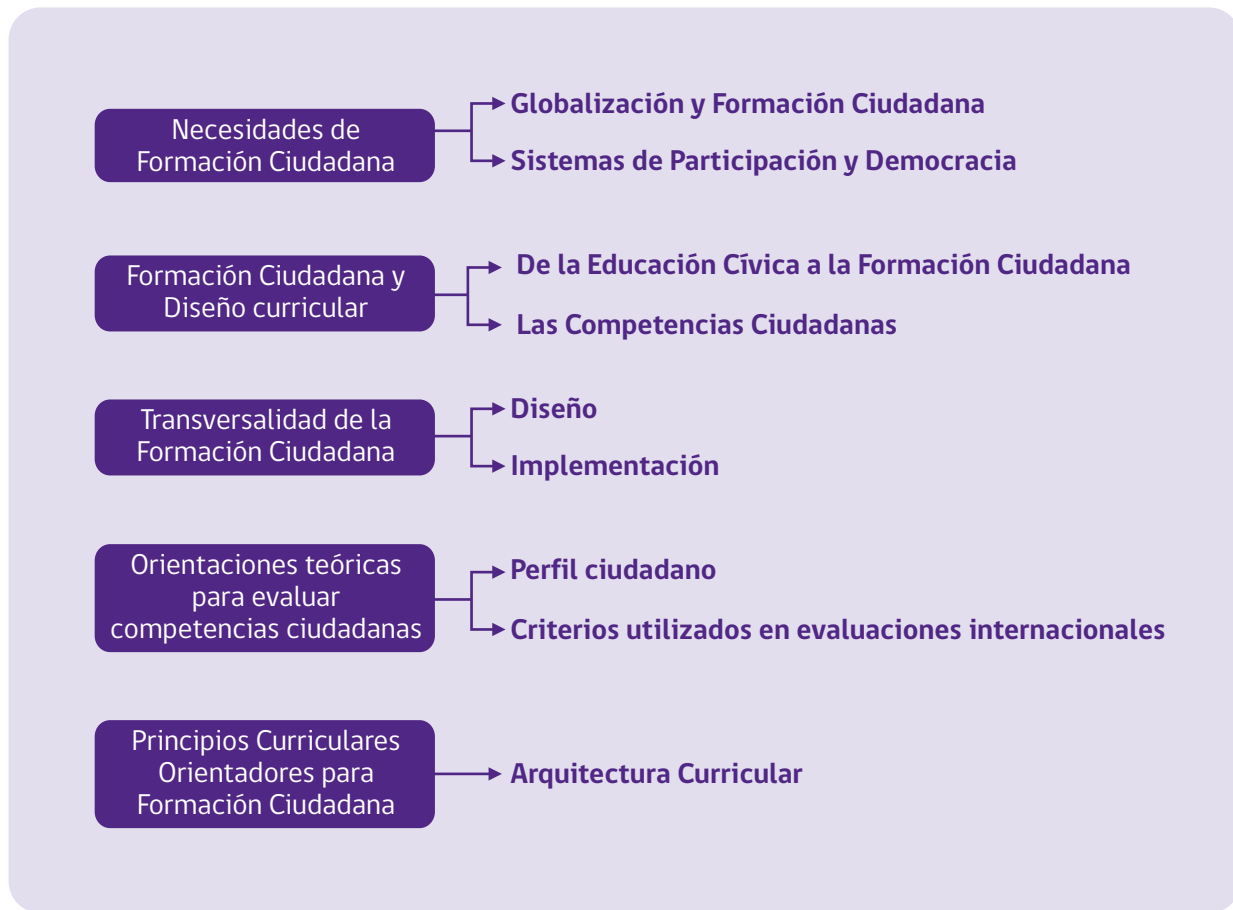 Necesidades de
Formación Ciudadana
Globalización y Formación Ciudadana
Sistemas de Participación y Democracia
Formación Ciudadana y
Diseño curricular
De la Educación Cívica a la Formación Ciudadana
Las Competencias Ciudadanas
Transversalidad de la
Formación Ciudadana
Diseño
Implementación
Orientaciones teóricas
para evaluar
competencias ciudadanas
Perfil ciudadano
Criterios utilizados en evaluaciones internacionales
Principios Curriculares
Orientadores para
Formación Ciudadana
Arquitectura Curricular